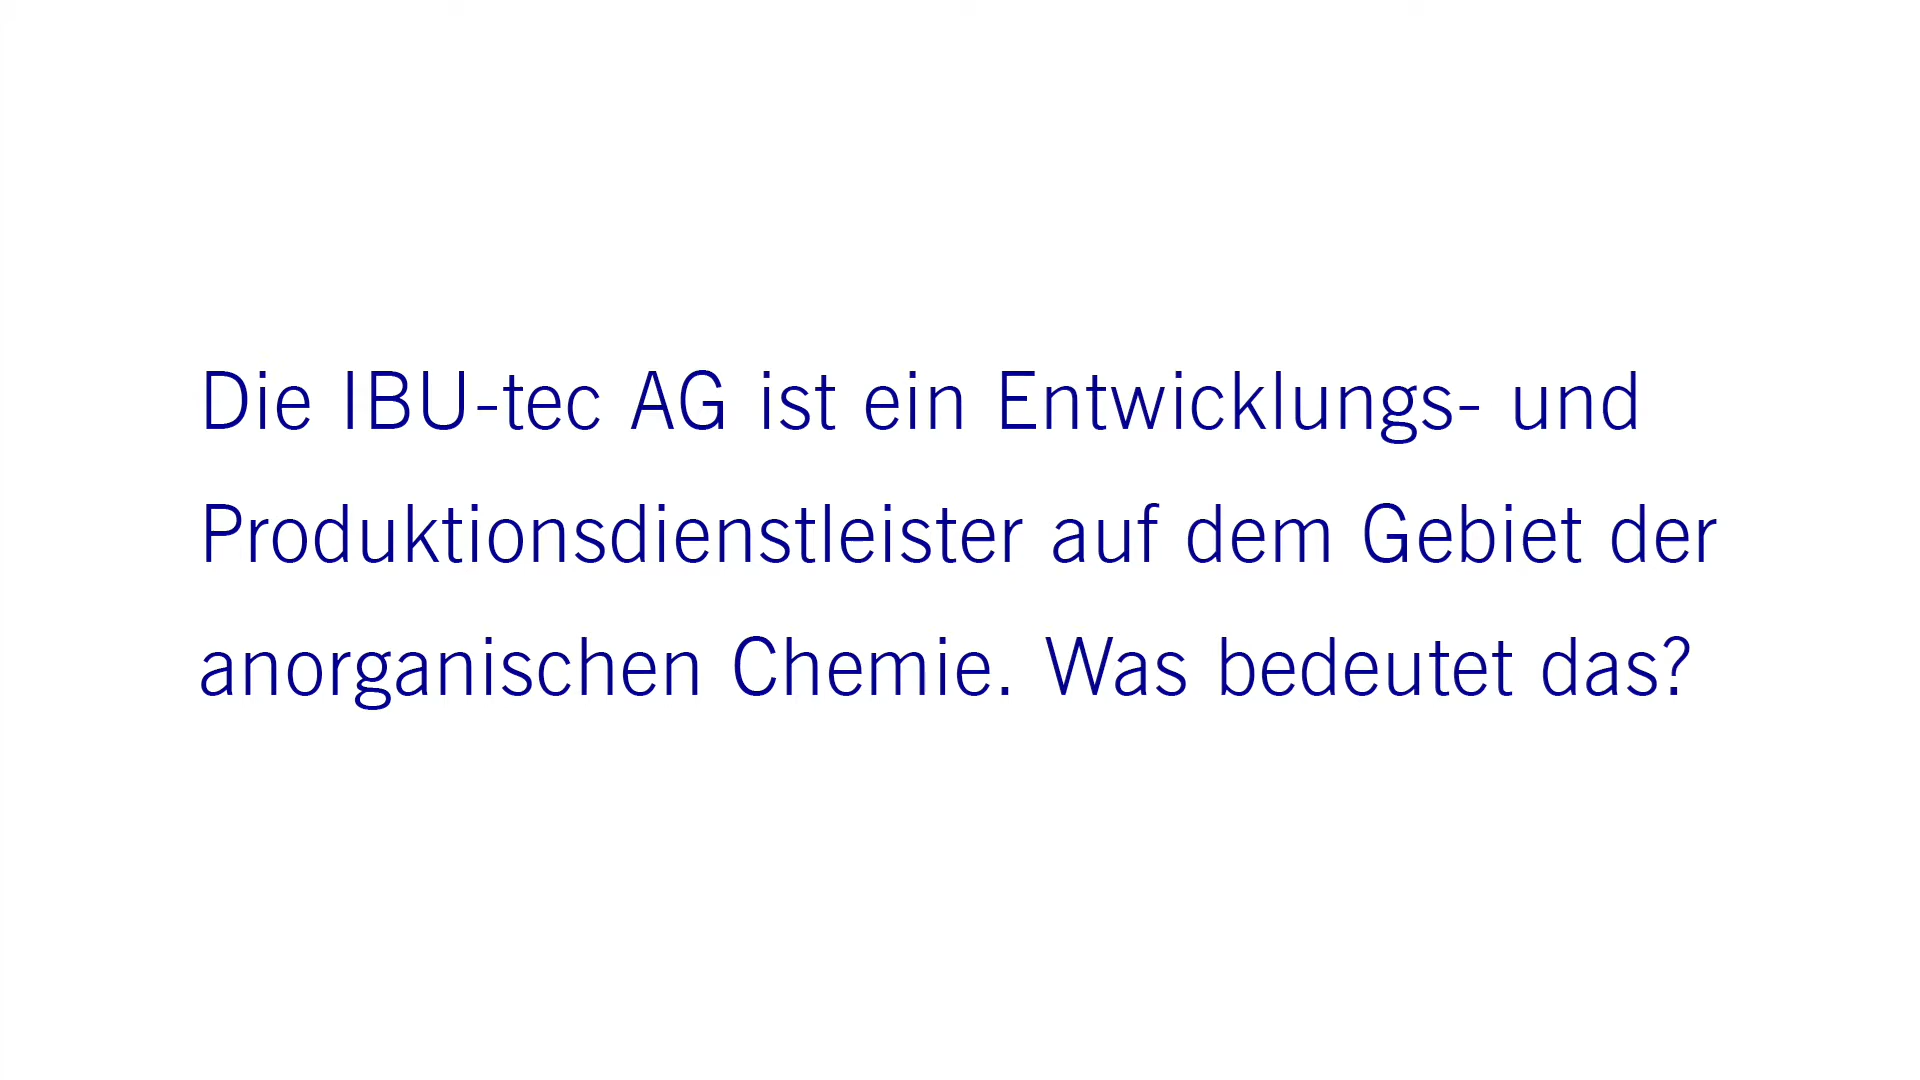 Die IBU-tec AG ist ein Entwicklungs- und
Produktionsdienstleister auf dem Gebiet der
anorganischen Chemie. Was bedeutet das?